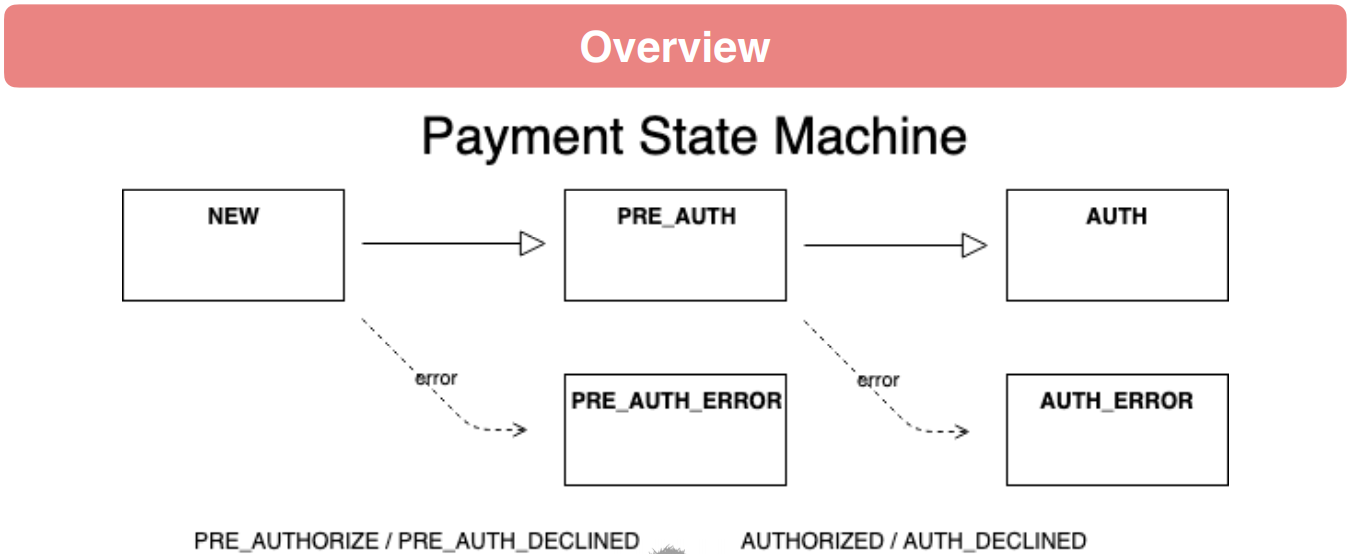 Overview
Payment State Machine
NEW
PRE_AUTH
AUTH
error
error
PRE_AUTH_ERROR
AUTH_ERROR
PRE_AUTHORIZE / PRE_AUTH_DECLINED
AUTHORIZED / AUTH_DECLINED